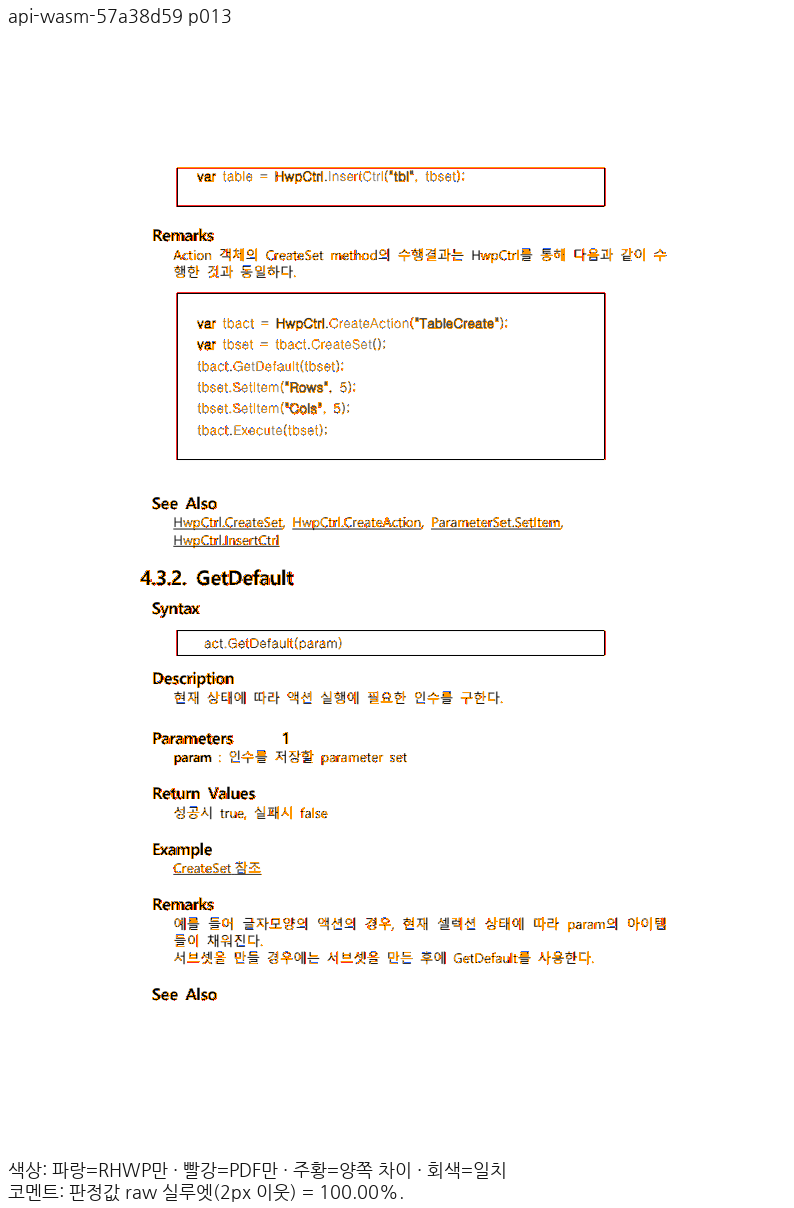 api-wasm-57a38d59 p013
var table = HwpCtrl.InsertCtrl("tbl", tbset);
Remarks
Action 객체의 CreateSet method의 수행결과는 HwpCtrl를 통해 다음과 같이 수
행한 것과 동일하다.
var tbact = HwpCtrl.CreateAction("TableCreate");
var tbset = tbact.CreateSet();
tbact.GetDefault(tbset);
tbset.SetItem("Rows", 5);
tbset.SetItem("Cols", 5);
tbact.Execute(tbset);
See Also
HwpCtrl.CreateSet, HwpCtrl.CreateAction, ParameterSet.SetItem,
HwpCtrl.InsertCtrl
4.3.2. GetDefault
Syntax
act.GetDefault(param)
Description
현재 상태에 따라 액션 실행에 필요한 인수를 구한다.
Parameters 1
param : 인수를 저장할 parameter set
Return Values
성공시 true, 실패시 false
Example
CreateSet 참조
Remarks
예를 들어 글자모양의 액션의 경우, 현재 셀렉션 상태에 따라 param의 아이템
들이 채워진다.
서브셋을 만들 경우에는 서브셋을 만든 후에 GetDefault를 사용한다.
See Also
색상: 파랑=RHWP만 · 빨강=PDF만 · 주황=양쪽 차이 · 회색=일치
코멘트: 판정값 raw 실루엣(2px 이웃) = 100.00%.